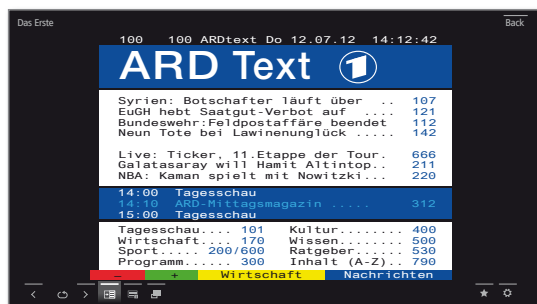 Das Erste Back
100 100 ARDtext Do 12.07.12 14:12:42
ARD Text 1
Syrien: Botschafter läuft über .. 107
EuGH hebt Saatgut-Verbot auf .... 121
Bundeswehr:Feldpostaffäre beendet 112
Neun Tote bei Lawinenunglück ..... 142
Live: Ticker, 11.Etappe der Tour. 666
Galatasaray will Hamit Altintop.. 211
NBA: Kaman spielt mit Nowitzki... 220
14:00 Tagesschau
14:10 ARD-Mittagsmagazin ..... 312
15:00 Tagesschau
Tagesschau.... 101 Kultur........ 400
Wirtschaft.... 170 Wissen........ 500
Sport..... 200/600 Ratgeber...... 530
Programm...... 300 Inhalt (A-Z).. 790
- + Wirtschaft Nachrichten